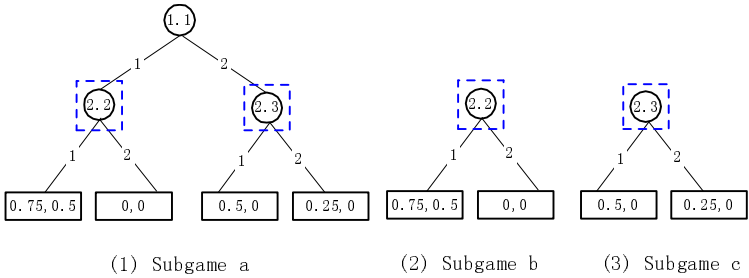 1.1
1 2
2.2 2.3 2.2 2.3
1 2 1 2 1 2 1 2
0.75,0.5 0,0 0.5,0 0.25,0 0.75,0.5 0,0 0.5,0 0.25,0
(1) Subgame a (2) Subgame b (3) Subgame c